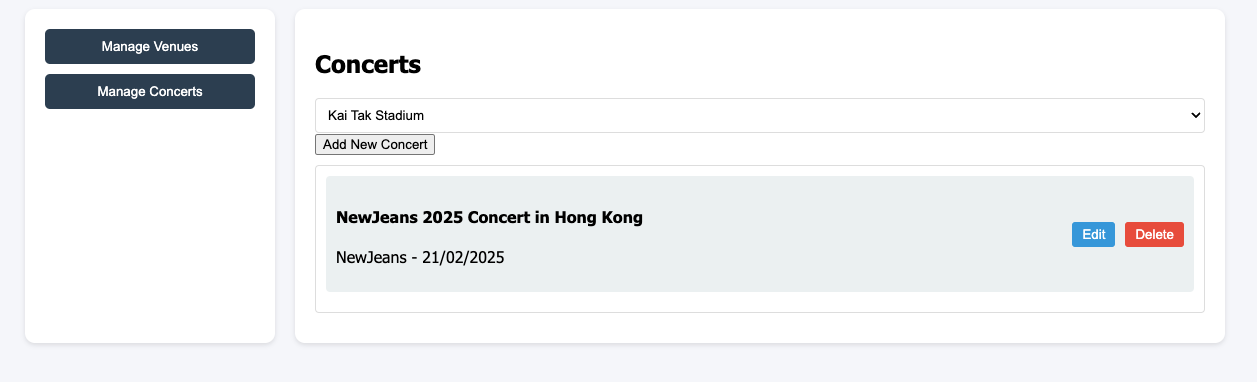 Manage Venues
Manage Concerts
Concerts
Kai Tak Stadium
Add New Concert
NewJeans 2025 Concert in Hong Kong
NewJeans - 21/02/2025
Edit
Delete